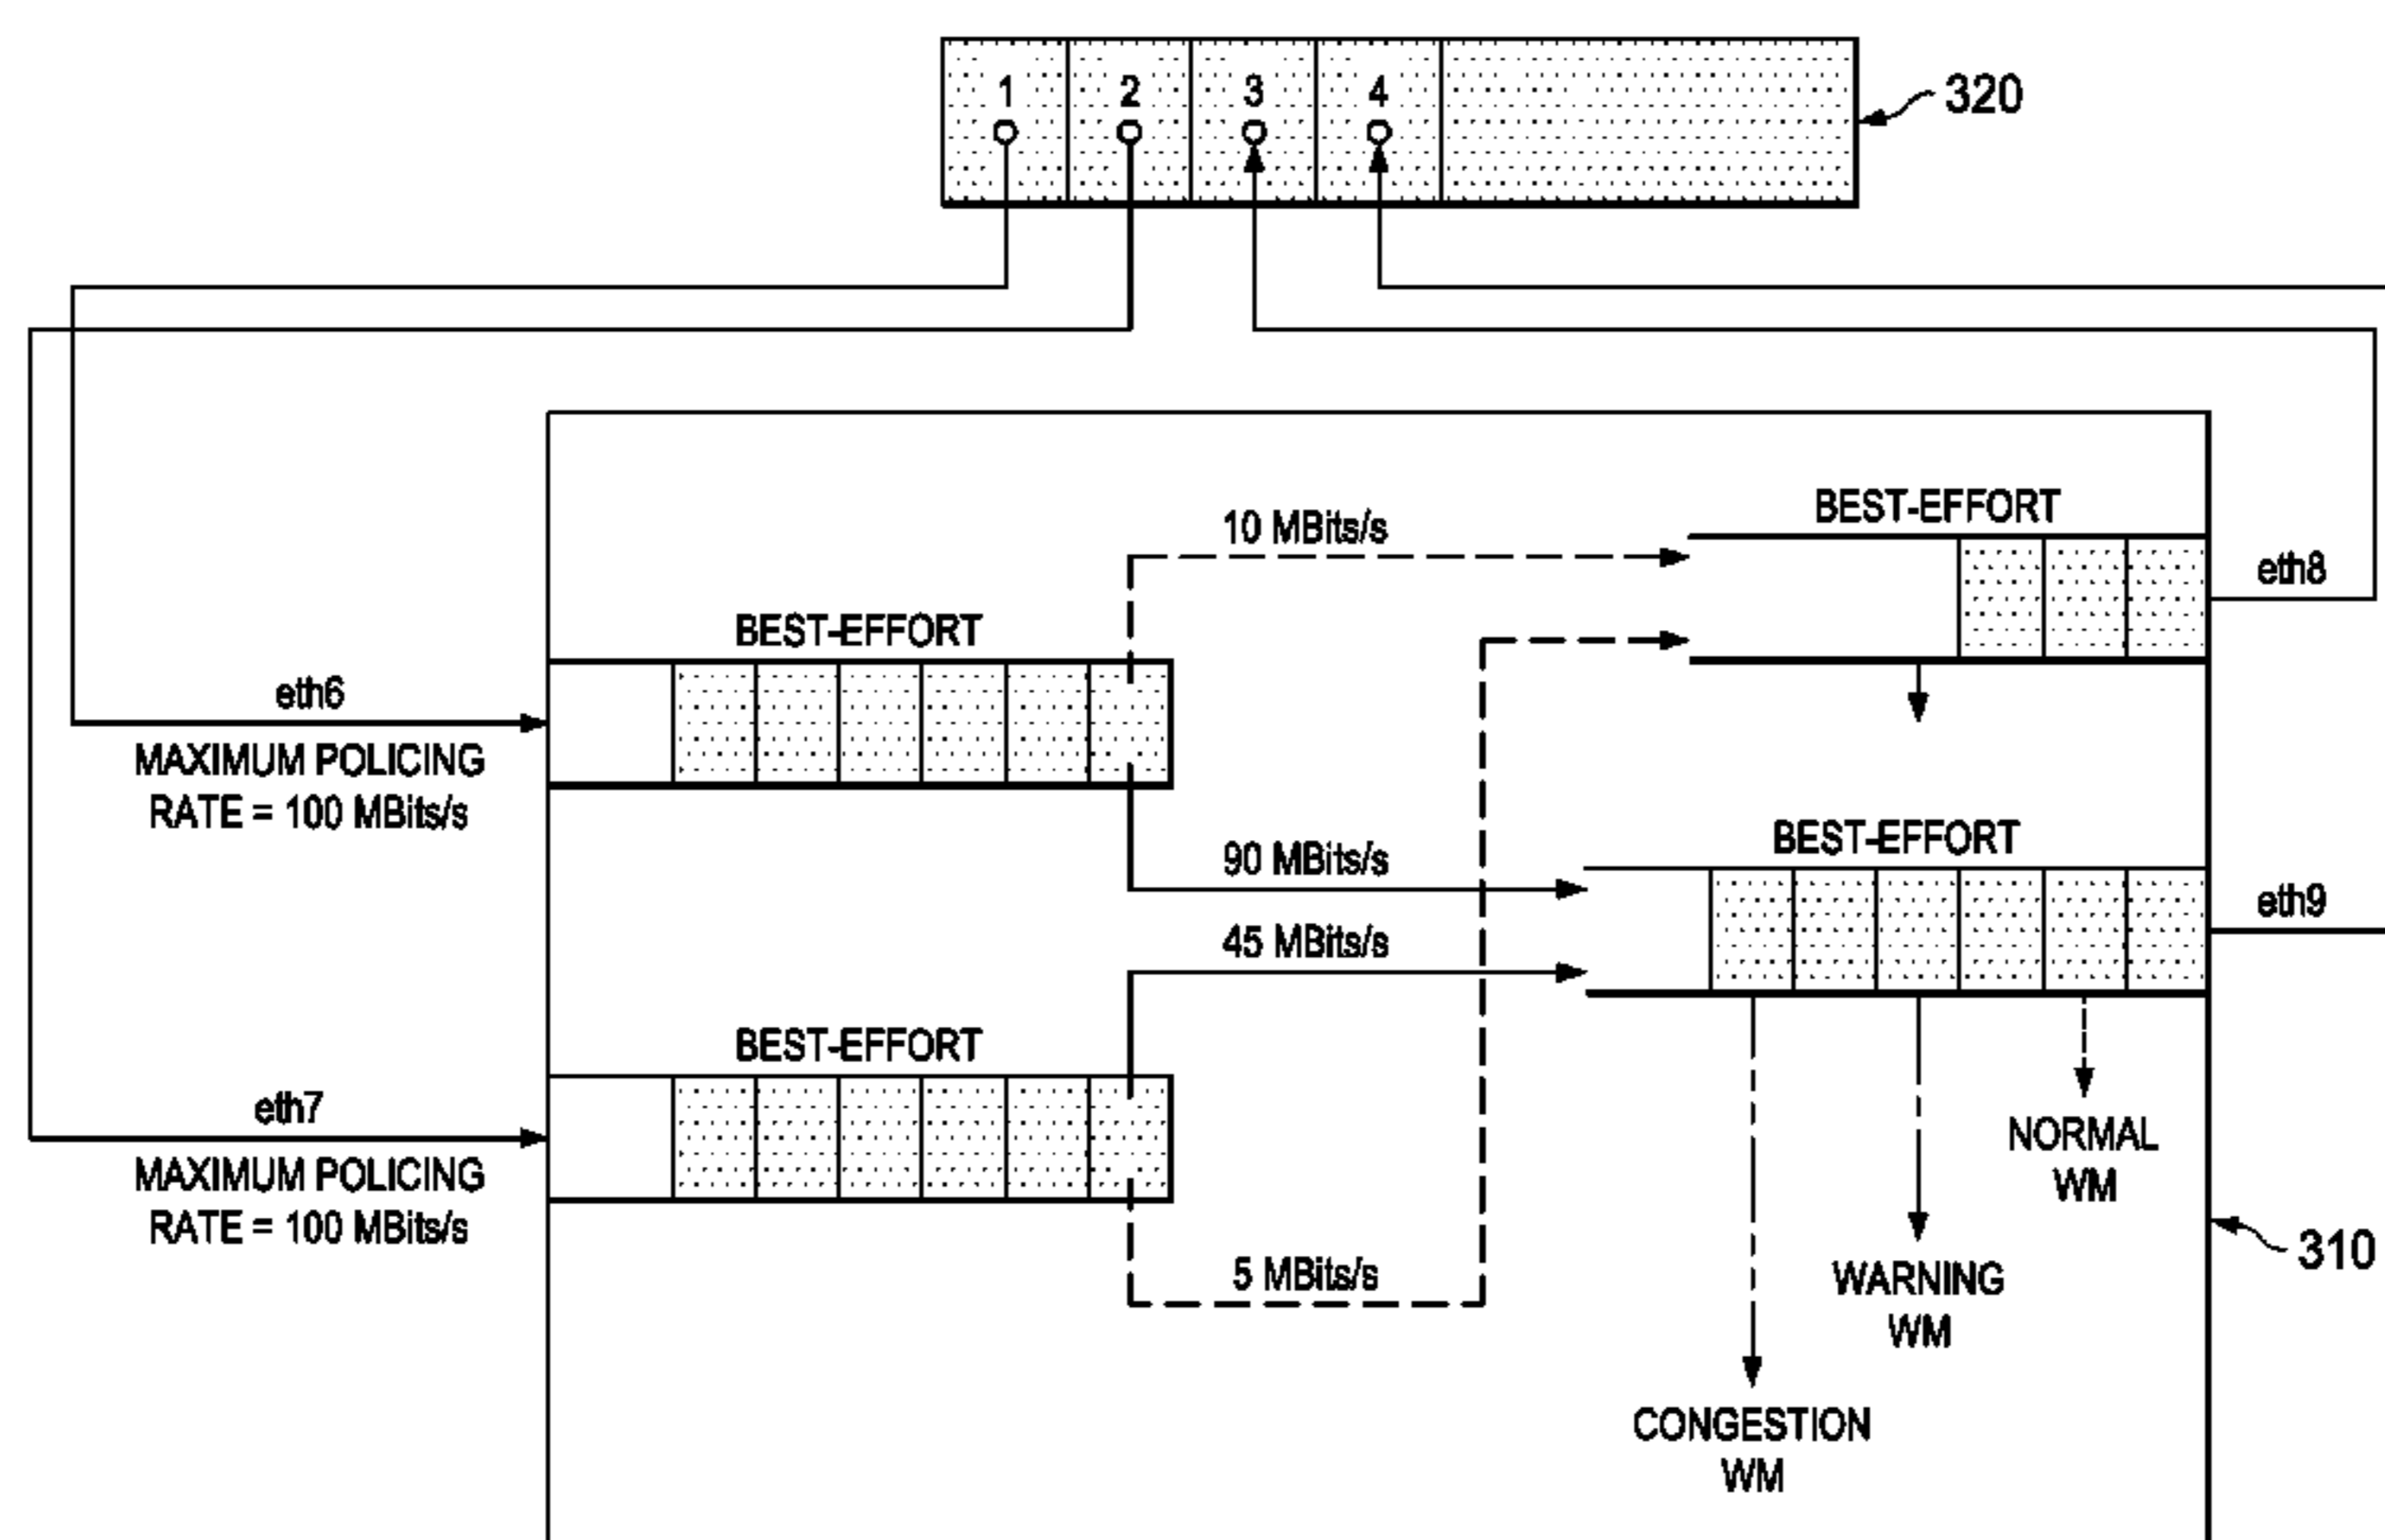 1 2 3 4
320
BEST-EFFORT
10 MBits/s
eth8
BEST-EFFORT
eth6
MAXIMUM POLICING
RATE = 100 MBits/s
BEST-EFFORT
90 MBits/s
eth9
45 MBits/s
BEST-EFFORT
eth7
MAXIMUM POLICING
RATE = 100 MBits/s
NORMAL
WM
310
5 MBits/s
WARNING
WM
CONGESTION
WM